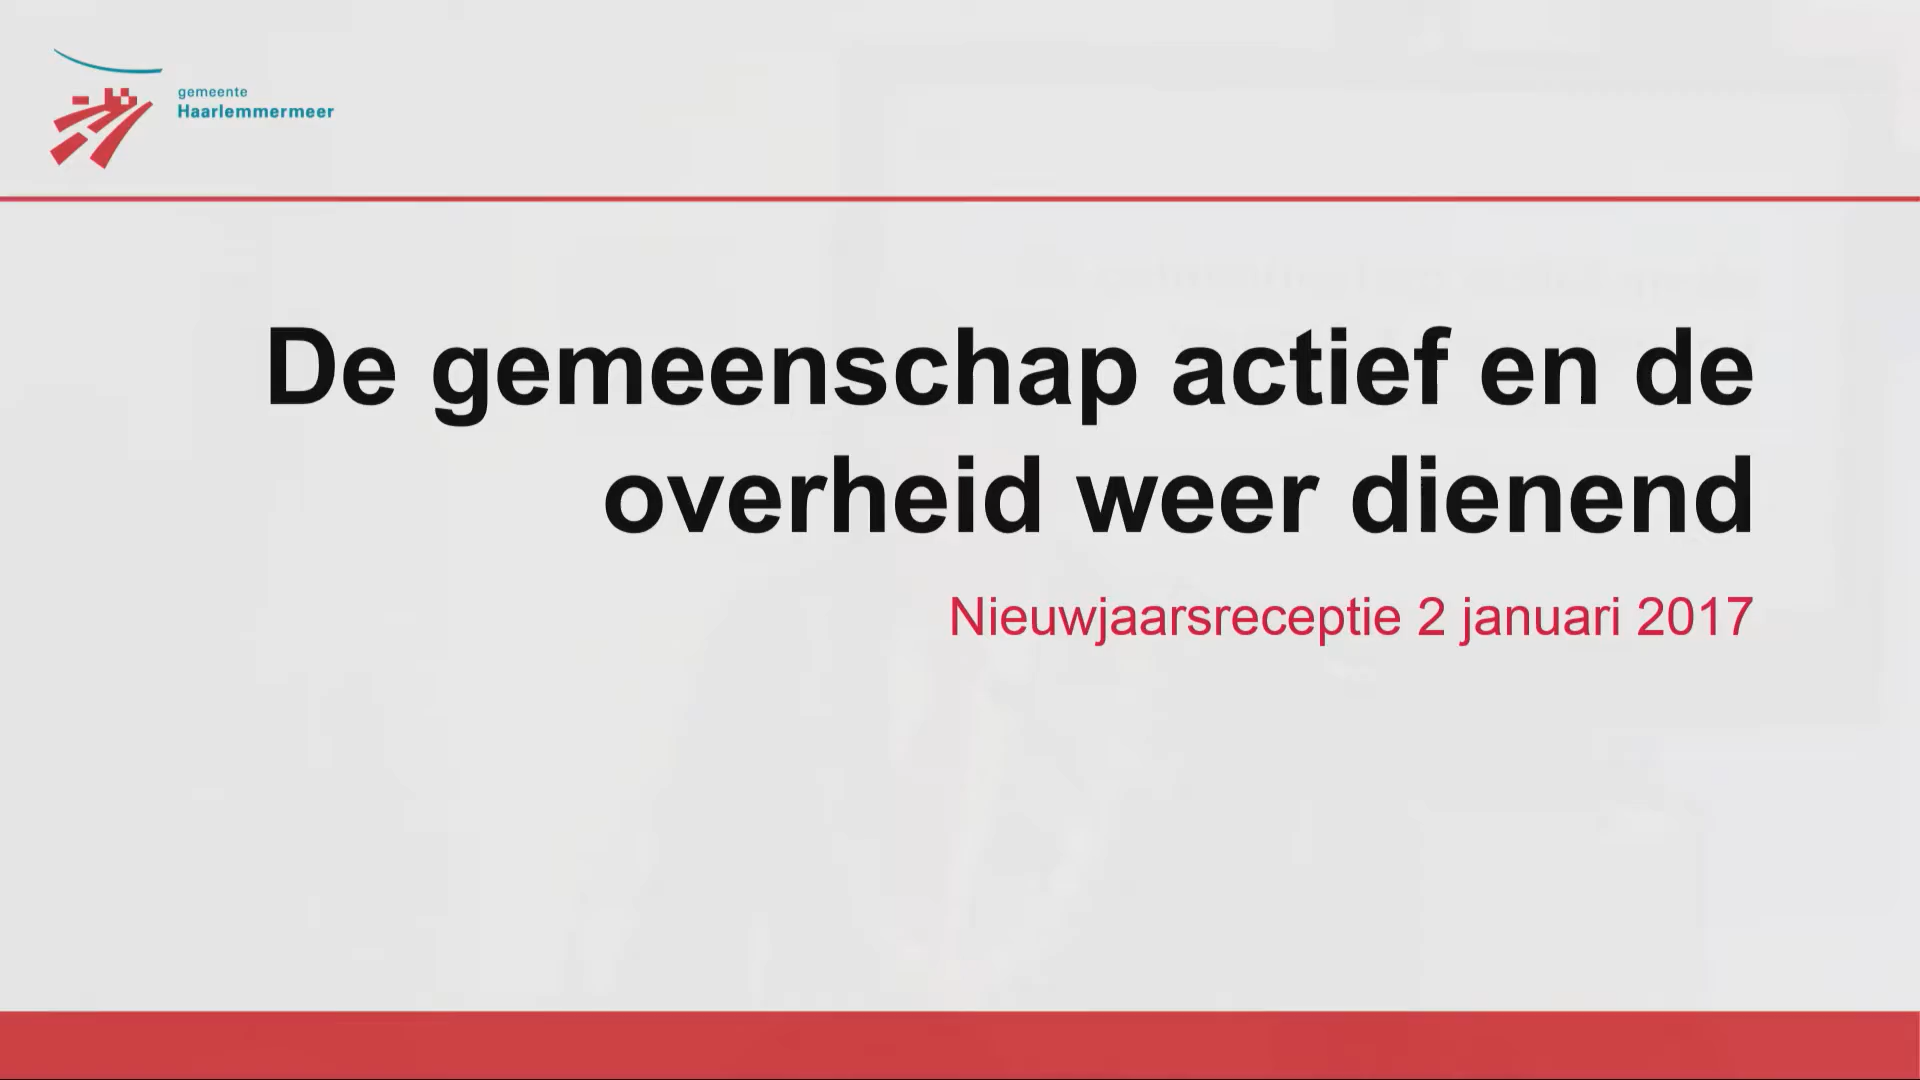 gemeente
Haarlemmermeer
De gemeenschap actief en de
overheid weer dienend
Nieuwjaarsreceptie 2 januari 2017